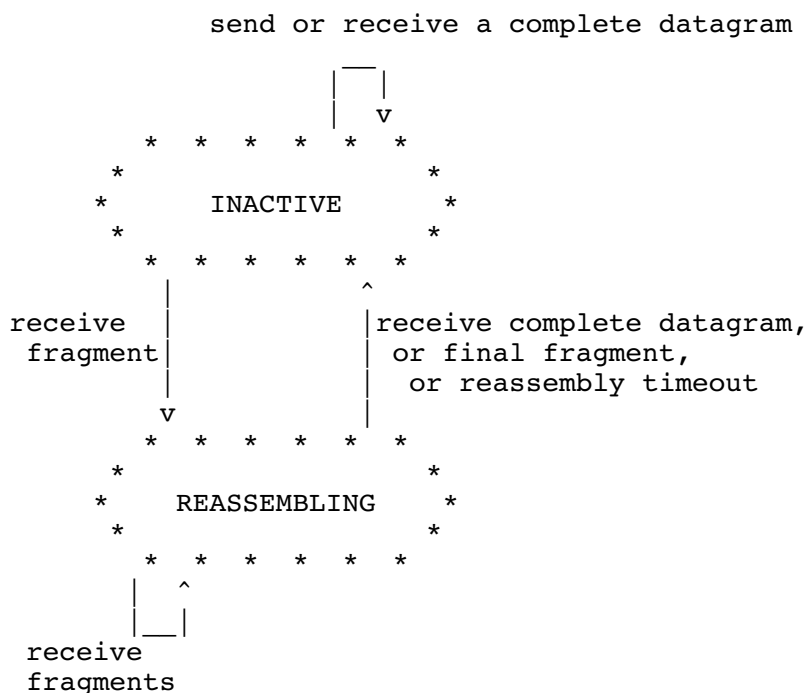 send or receive a complete datagram
INACTIVE
receive
fragment
receive complete datagram,
or final fragment,
or reassembly timeout
REASSEMBLING
receive
fragments